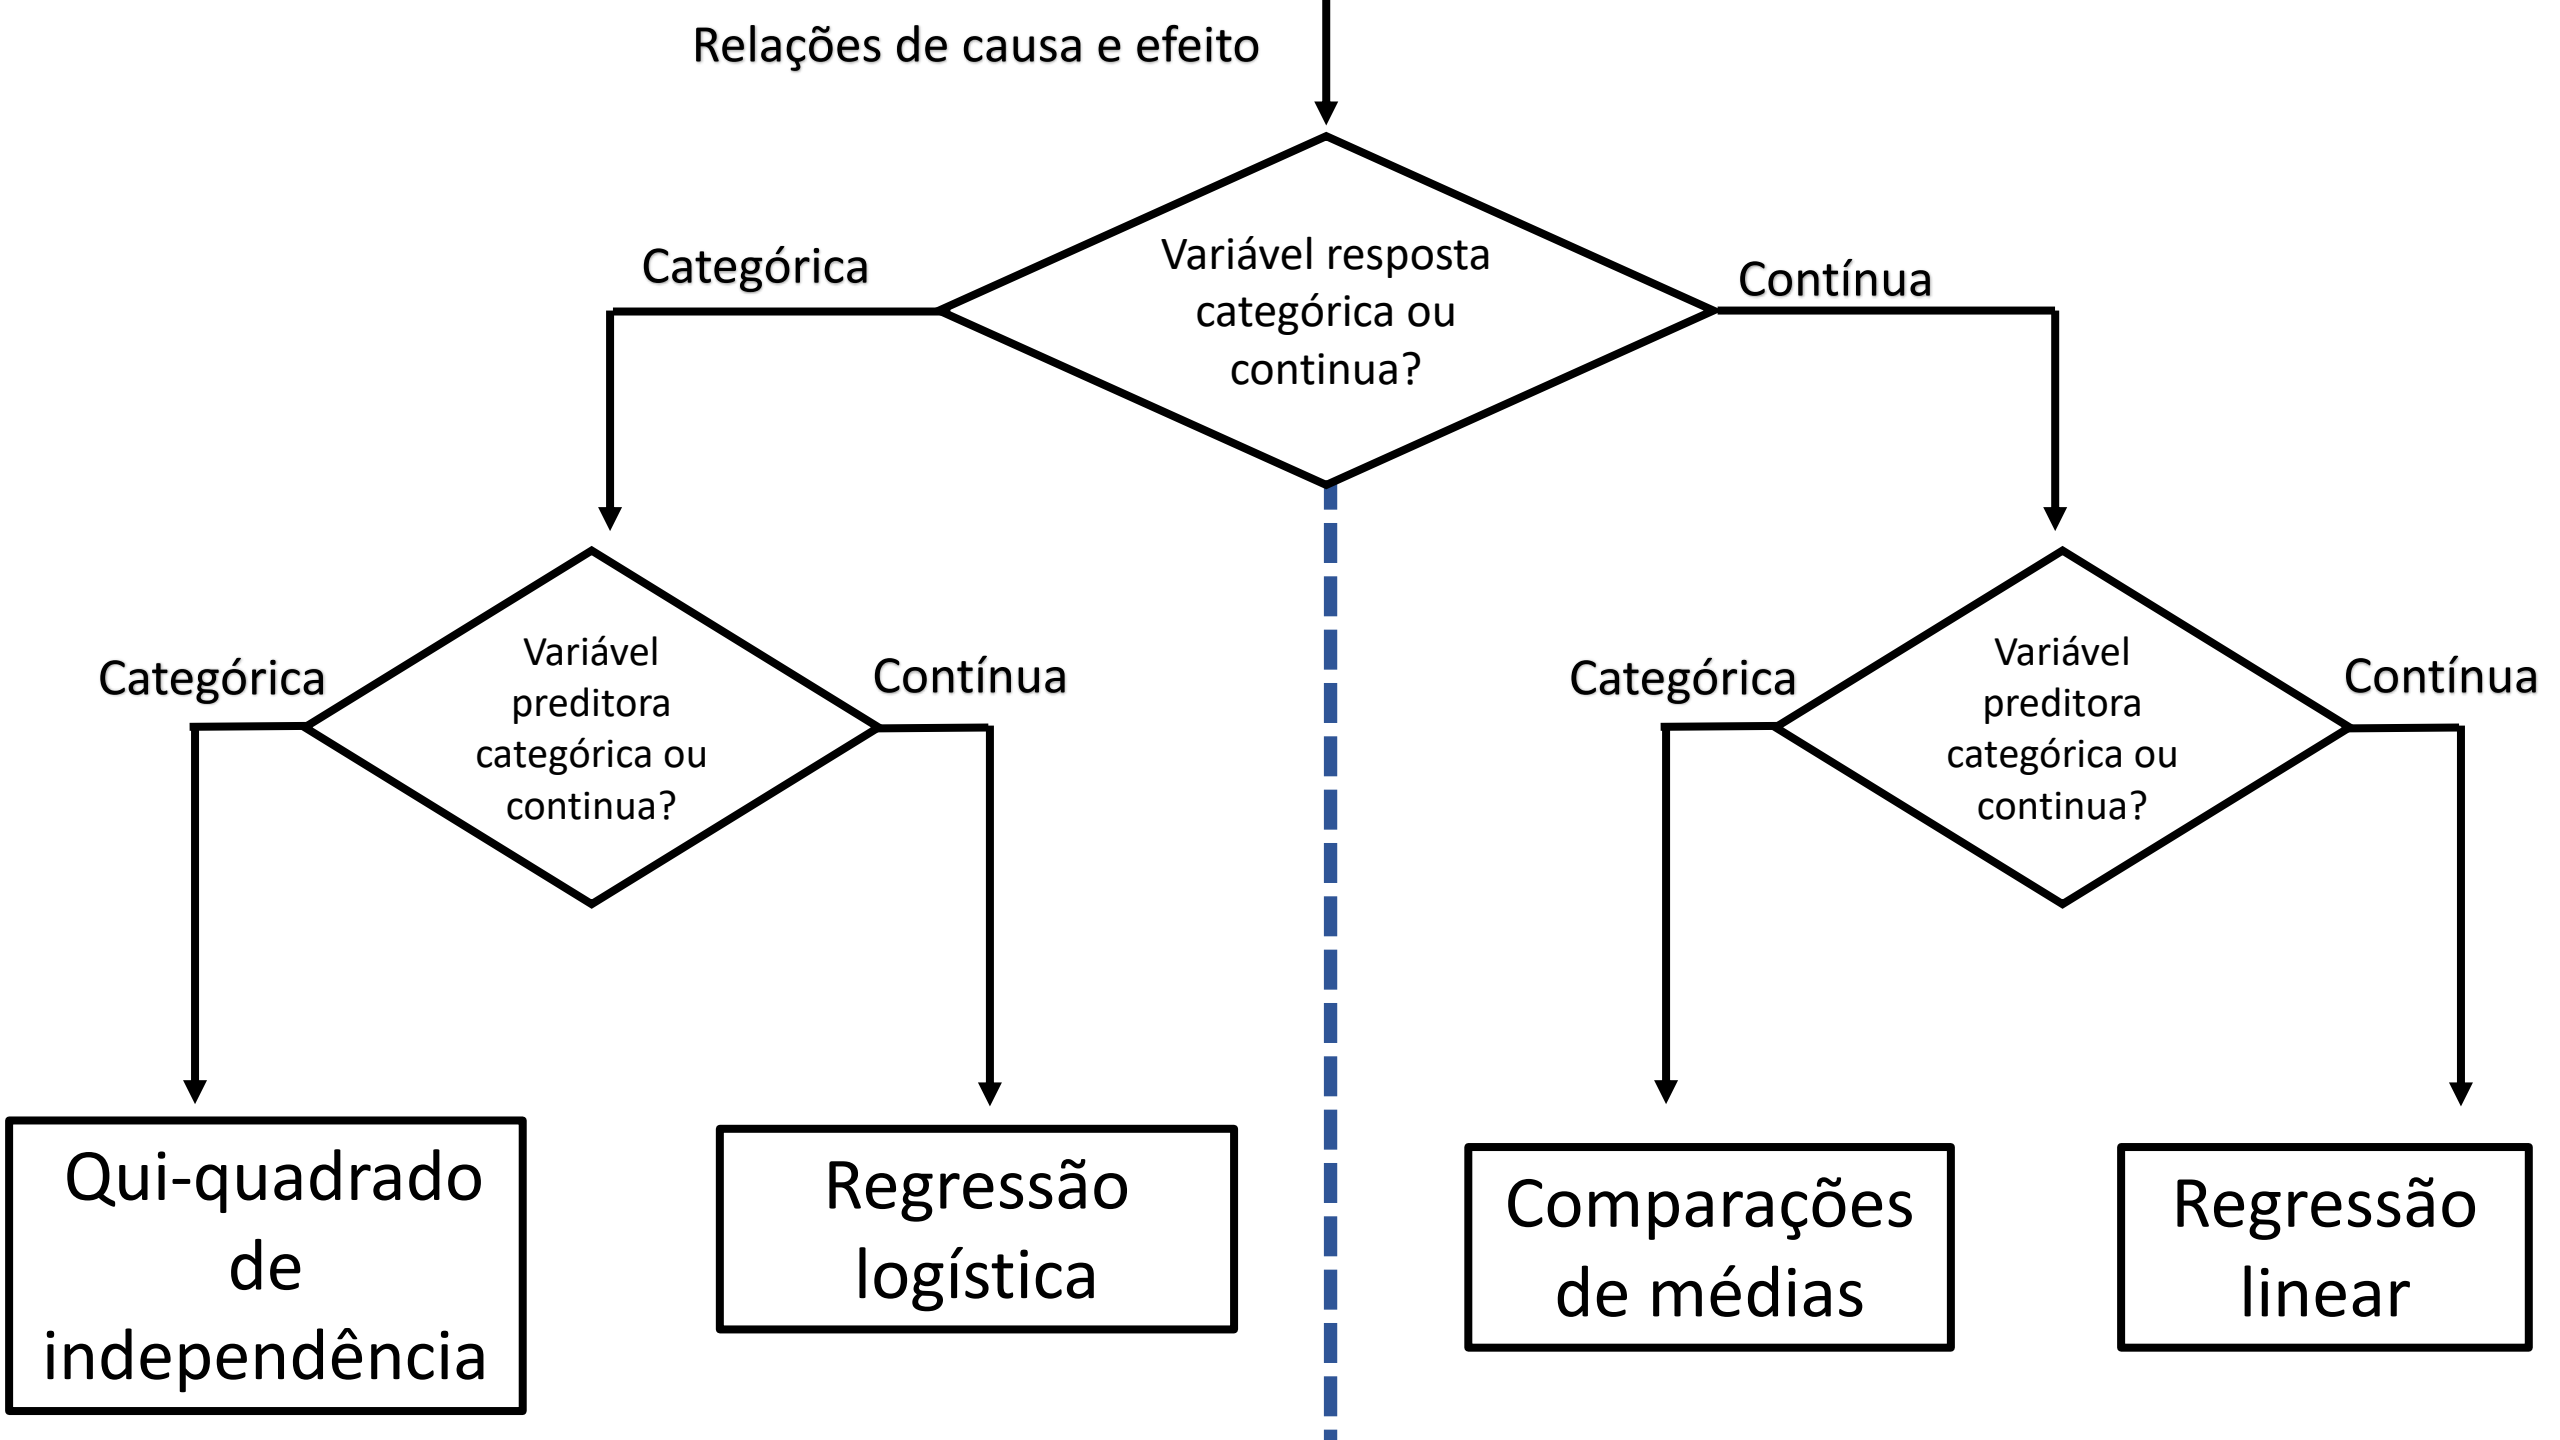 Relações de causa e efeito
Variável resposta
categórica ou
continua?
Categórica
Contínua
Variável
preditora
categórica ou
continua?
Categórica
Contínua
Variável
preditora
categórica ou
continua?
Categórica
Contínua
Qui-quadrado
de
independência
Regressão
logística
Comparações
de médias
Regressão
linear